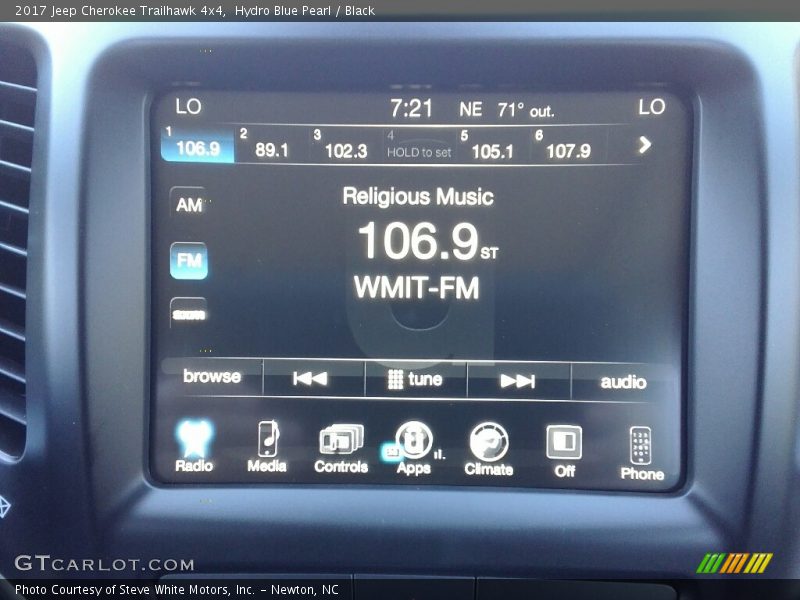 2017 Jeep Cherokee Trailhawk 4x4, Hydro Blue Pearl / Black
LO 7:21 NE 71° out. LO
1 106.9 2 89.1 3 102.3 4 HOLD to set 5 105.1 6 107.9
Religious Music
AM
106.9 ST
FM
WMIT-FM
browse tune audio
Radio Media Controls Apps Climate Off Phone
GTCARLOT.COM
Photo Courtesy of Steve White Motors, Inc. – Newton, NC